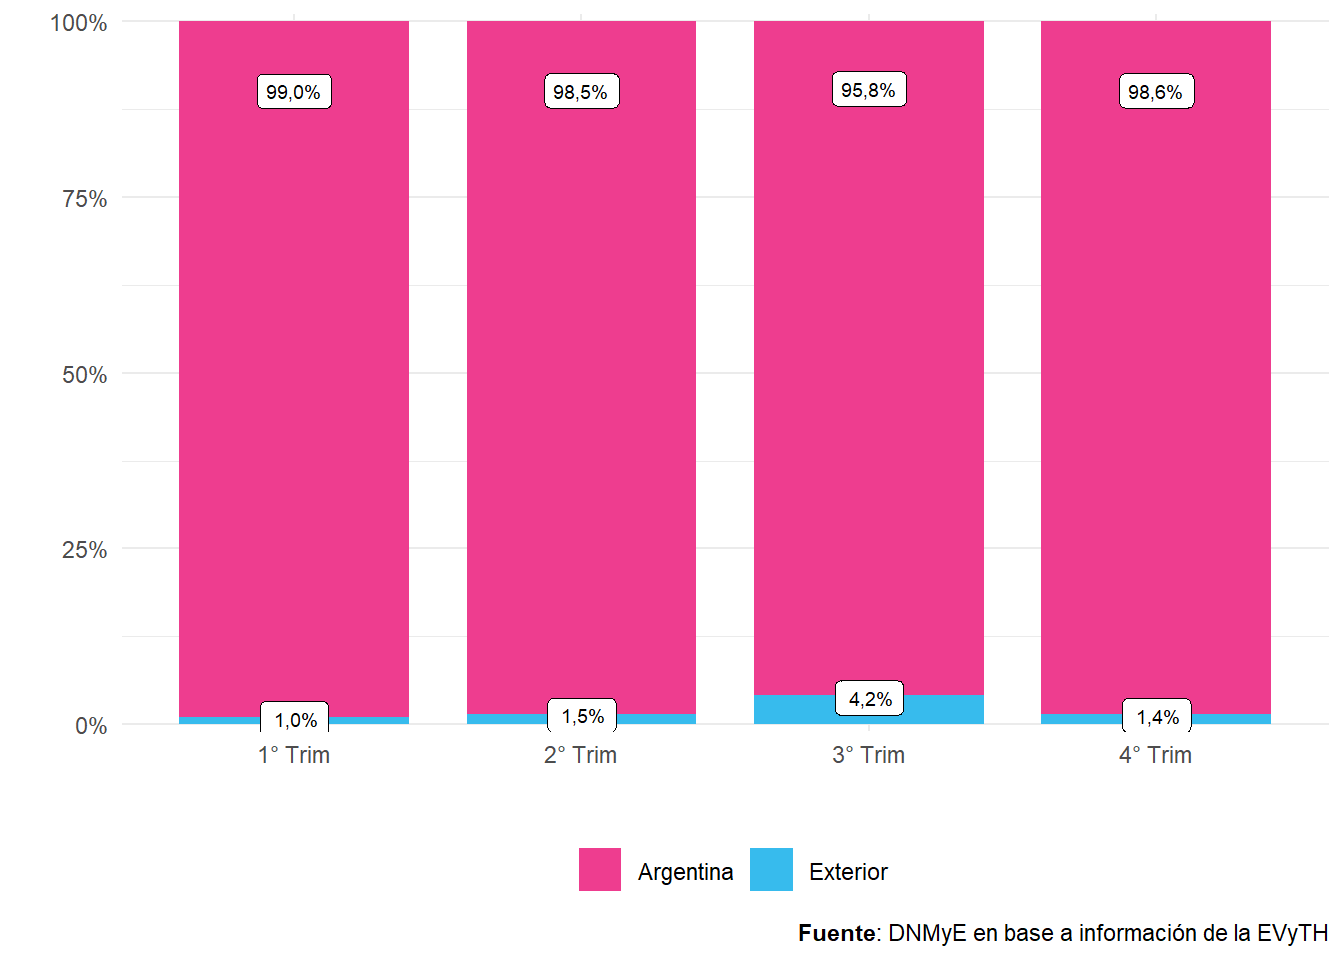 100%
99,0% 98,5% 95,8% 98,6%
75%
50%
25%
1,0% 1,5% 4,2% 1,4%
0%
1° Trim 2° Trim 3° Trim 4° Trim
Argentina Exterior
Fuente: DNMyE en base a información de la EVyTH